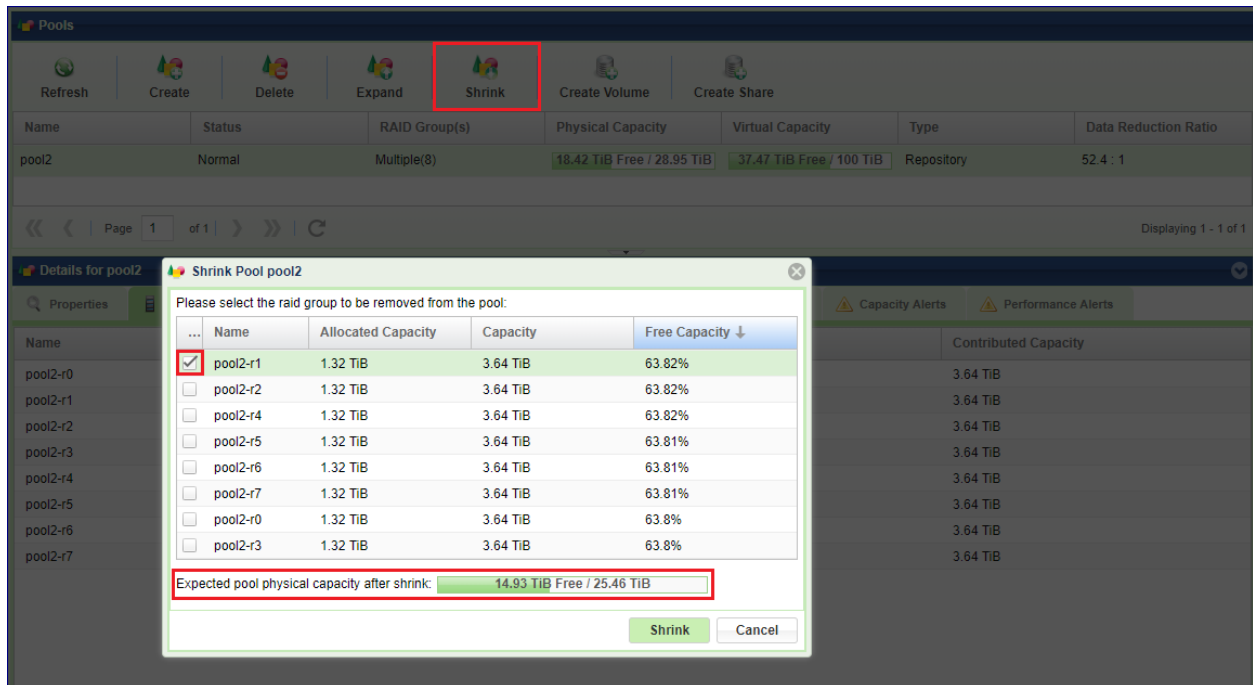 Pools
Refresh Create Delete Expand Shrink Create Volume Create Share
Name Status RAID Group(s) Physical Capacity Virtual Capacity Type Data Reduction Ratio
pool2 Normal Multiple(8) 18.42 TiB Free / 28.95 TiB 37.47 TiB Free / 100 TiB Repository 52.4 : 1
Page 1 of 1 Displaying 1 - 1 of 1
Details for pool2
Properties Capacity Alerts Performance Alerts
Name Contributed Capacity
pool2-r0 3.64 TiB
pool2-r1 3.64 TiB
pool2-r2 3.64 TiB
pool2-r3 3.64 TiB
pool2-r4 3.64 TiB
pool2-r5 3.64 TiB
pool2-r6 3.64 TiB
pool2-r7 3.64 TiB
Shrink Pool pool2
Please select the raid group to be removed from the pool:
... Name Allocated Capacity Capacity Free Capacity
pool2-r1 1.32 TiB 3.64 TiB 63.82%
pool2-r2 1.32 TiB 3.64 TiB 63.82%
pool2-r4 1.32 TiB 3.64 TiB 63.82%
pool2-r5 1.32 TiB 3.64 TiB 63.81%
pool2-r6 1.32 TiB 3.64 TiB 63.81%
pool2-r7 1.32 TiB 3.64 TiB 63.81%
pool2-r0 1.32 TiB 3.64 TiB 63.8%
pool2-r3 1.32 TiB 3.64 TiB 63.8%
Expected pool physical capacity after shrink: 14.93 TiB Free / 25.46 TiB
Shrink Cancel